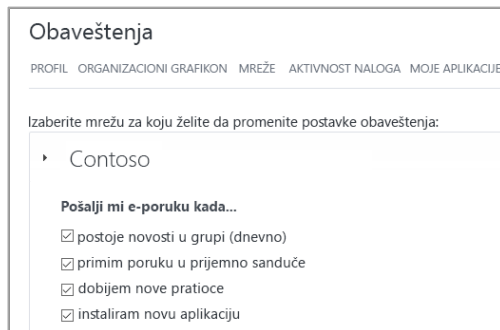 Obaveštenja
PROFIL ORGANIZACIONI GRAFIKON MREŽE AKTIVNOST NALOGA MOJE APLIKACIJE
Izaberite mrežu za koju želite da promenite postavke obaveštenja:
Contoso
Pošalji mi e-poruku kada...
postoje novosti u grupi (dnevno)
primim poruku u prijemno sanduče
dobijem nove pratioce
instaliram novu aplikaciju